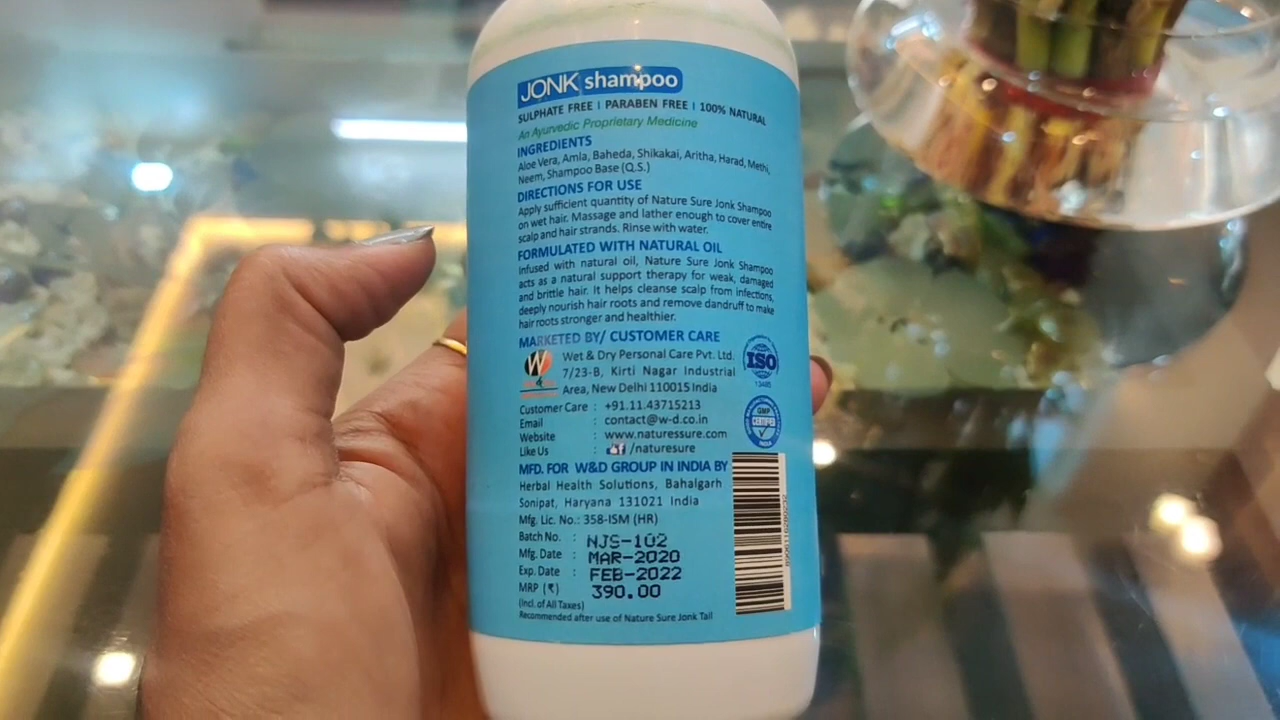 JONK shampoo
SULPHATE FREE | PARABEN FREE | 100% NATURAL
An Ayurvedic Proprietary Medicine
INGREDIENTS
Aloe Vera, Amla, Baheda, Shikakai, Aritha, Harad, Methi,
Neem, Shampoo Base (Q.S.)
DIRECTIONS FOR USE
Apply sufficient quantity of Nature Sure Jonk Shampoo
on wet hair. Massage and lather enough to cover entire
scalp and hair strands. Rinse with water.
FORMULATED WITH NATURAL OIL
Infused with natural oil, Nature Sure Jonk Shampoo
acts as a natural support therapy for weak, damaged
and brittle hair. It helps cleanse scalp from infections,
deeply nourish hair roots and remove dandruff to make
hair roots stronger and healthier.
MARKETED BY/ CUSTOMER CARE
Wet & Dry Personal Care Pvt. Ltd.
7/23-B, Kirti Nagar Industrial
Area, New Delhi 110015 India
W
&
ISO
13485
Customer Care : +91.11.43715213
Email : contact@w-d.co.in
Website : www.naturessure.com
Like Us : f /naturesure
GMP
CERTIFIED
INDIA
MFD. FOR W&D GROUP IN INDIA BY
Herbal Health Solutions, Bahalgarh
Sonipat, Haryana 131021 India
Mfg. Lic. No.: 358-ISM (HR)
Batch No. : NJS-102
Mfg. Date : MAR-2020
Exp. Date : FEB-2022
MRP (₹) : 390.00
(Incl. of All Taxes)
Recommended after use of Nature Sure Jonk Tail